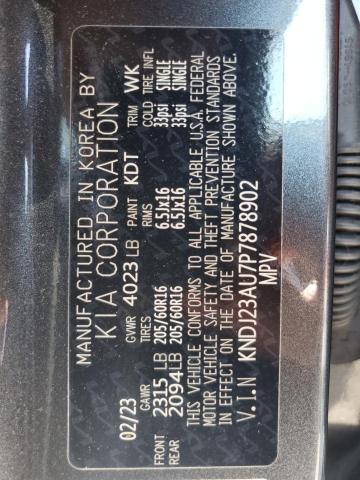 MANUFACTURED IN KOREA BY
KIA CORPORATION
02/23 GVWR 4023 LB PAINT KDT TRIM WK
GAWR TIRES RIMS COLD TIRE INFL
FRONT 2315 LB 205/60R16 6.5Jx16 33psi SINGLE
REAR 2094 LB 205/60R16 6.5Jx16 33psi SINGLE
THIS VEHICLE CONFORMS TO ALL APPLICABLE U.S.A. FEDERAL
MOTOR VEHICLE SAFETY AND THEFT PREVENTION STANDARDS
IN EFFECT ON THE DATE OF MANUFACTURE SHOWN ABOVE.
V.I.N KNDJ23AU7P7878902
MPV